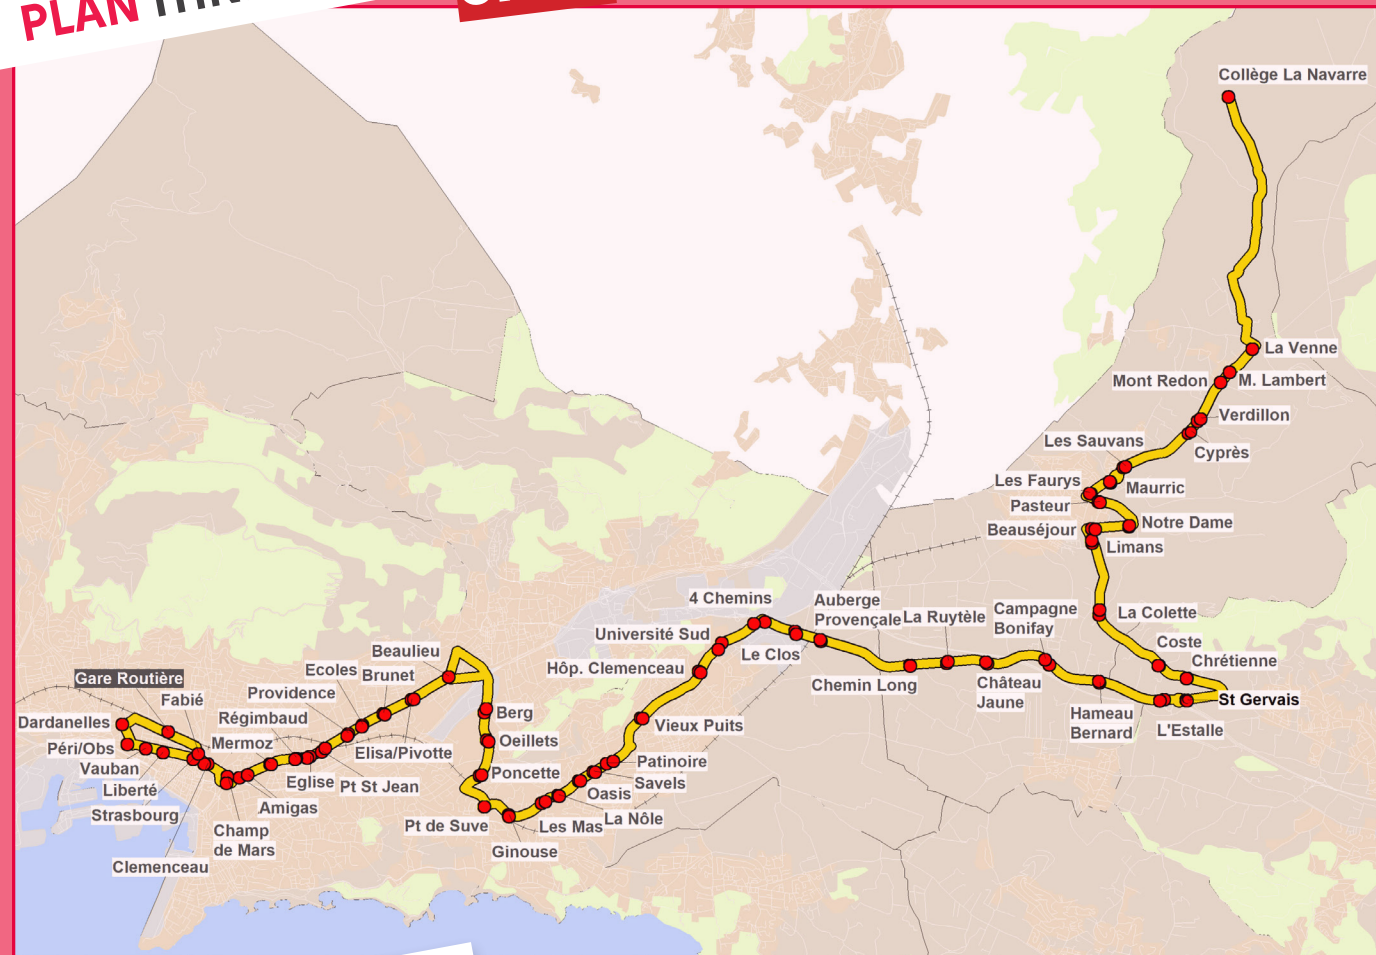 PLAN
Collège La Navarre
La Venne
Mont Redon
M. Lambert
Verdillon
Les Sauvans
Cyprès
Les Faurys
Maurric
Pasteur
Notre Dame
Beauséjour
Limans
4 Chemins
Auberge
Provençale
La Ruytèle
Campagne
Bonifay
La Colette
Université Sud
Le Clos
Coste
Beaulieu
Hôp. Clemenceau
Chrétienne
Ecoles
Brunet
Gare Routière
Chemin Long
Château
Jaune
Providence
Fabié
St Gervais
Régimbaud
Berg
Hameau
Bernard
Dardanelles
Vieux Puits
L'Estalle
Mermoz
Oeillets
Péri/Obs
Elisa/Pivotte
Vauban
Patinoire
Poncette
Eglise
Pt St Jean
Savels
Liberté
Oasis
Amigas
Strasbourg
La Nôle
Pt de Suve
Les Mas
Champ
de Mars
Ginouse
Clemenceau